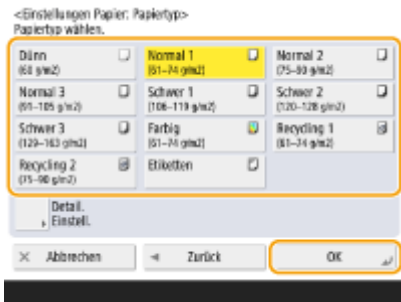 <Einstellungen Papier: Papiertyp>
Papiertyp wählen.
Dünn
(60 g/m2)
Normal 1
(61-74 g/m2)
Normal 2
(75-90 g/m2)
Normal 3
(91-105 g/m2)
Schwer 1
(106-119 g/m2)
Schwer 2
(120-128 g/m2)
Schwer 3
(129-163 g/m2)
Farbig
(61-74 g/m2)
Recycling 1
(61-74 g/m2)
Recycling 2
(75-90 g/m2)
Etiketten
Detail.
Einstell.
Abbrechen
Zurück
OK